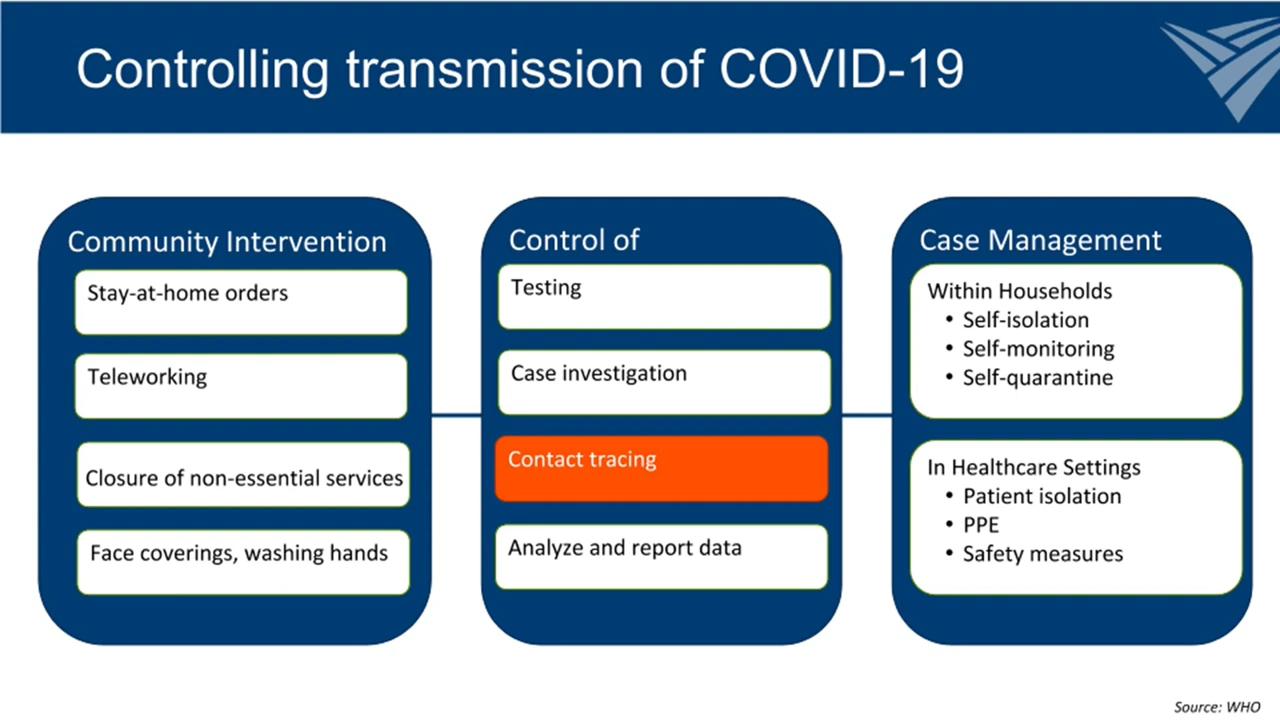 Controlling transmission of COVID-19
Community Intervention
Stay-at-home orders
Teleworking
Closure of non-essential services
Face coverings, washing hands
Control of
Testing
Case investigation
Contact tracing
Analyze and report data
Case Management
Within Households
• Self-isolation
• Self-monitoring
• Self-quarantine
In Healthcare Settings
• Patient isolation
• PPE
• Safety measures
Source: WHO